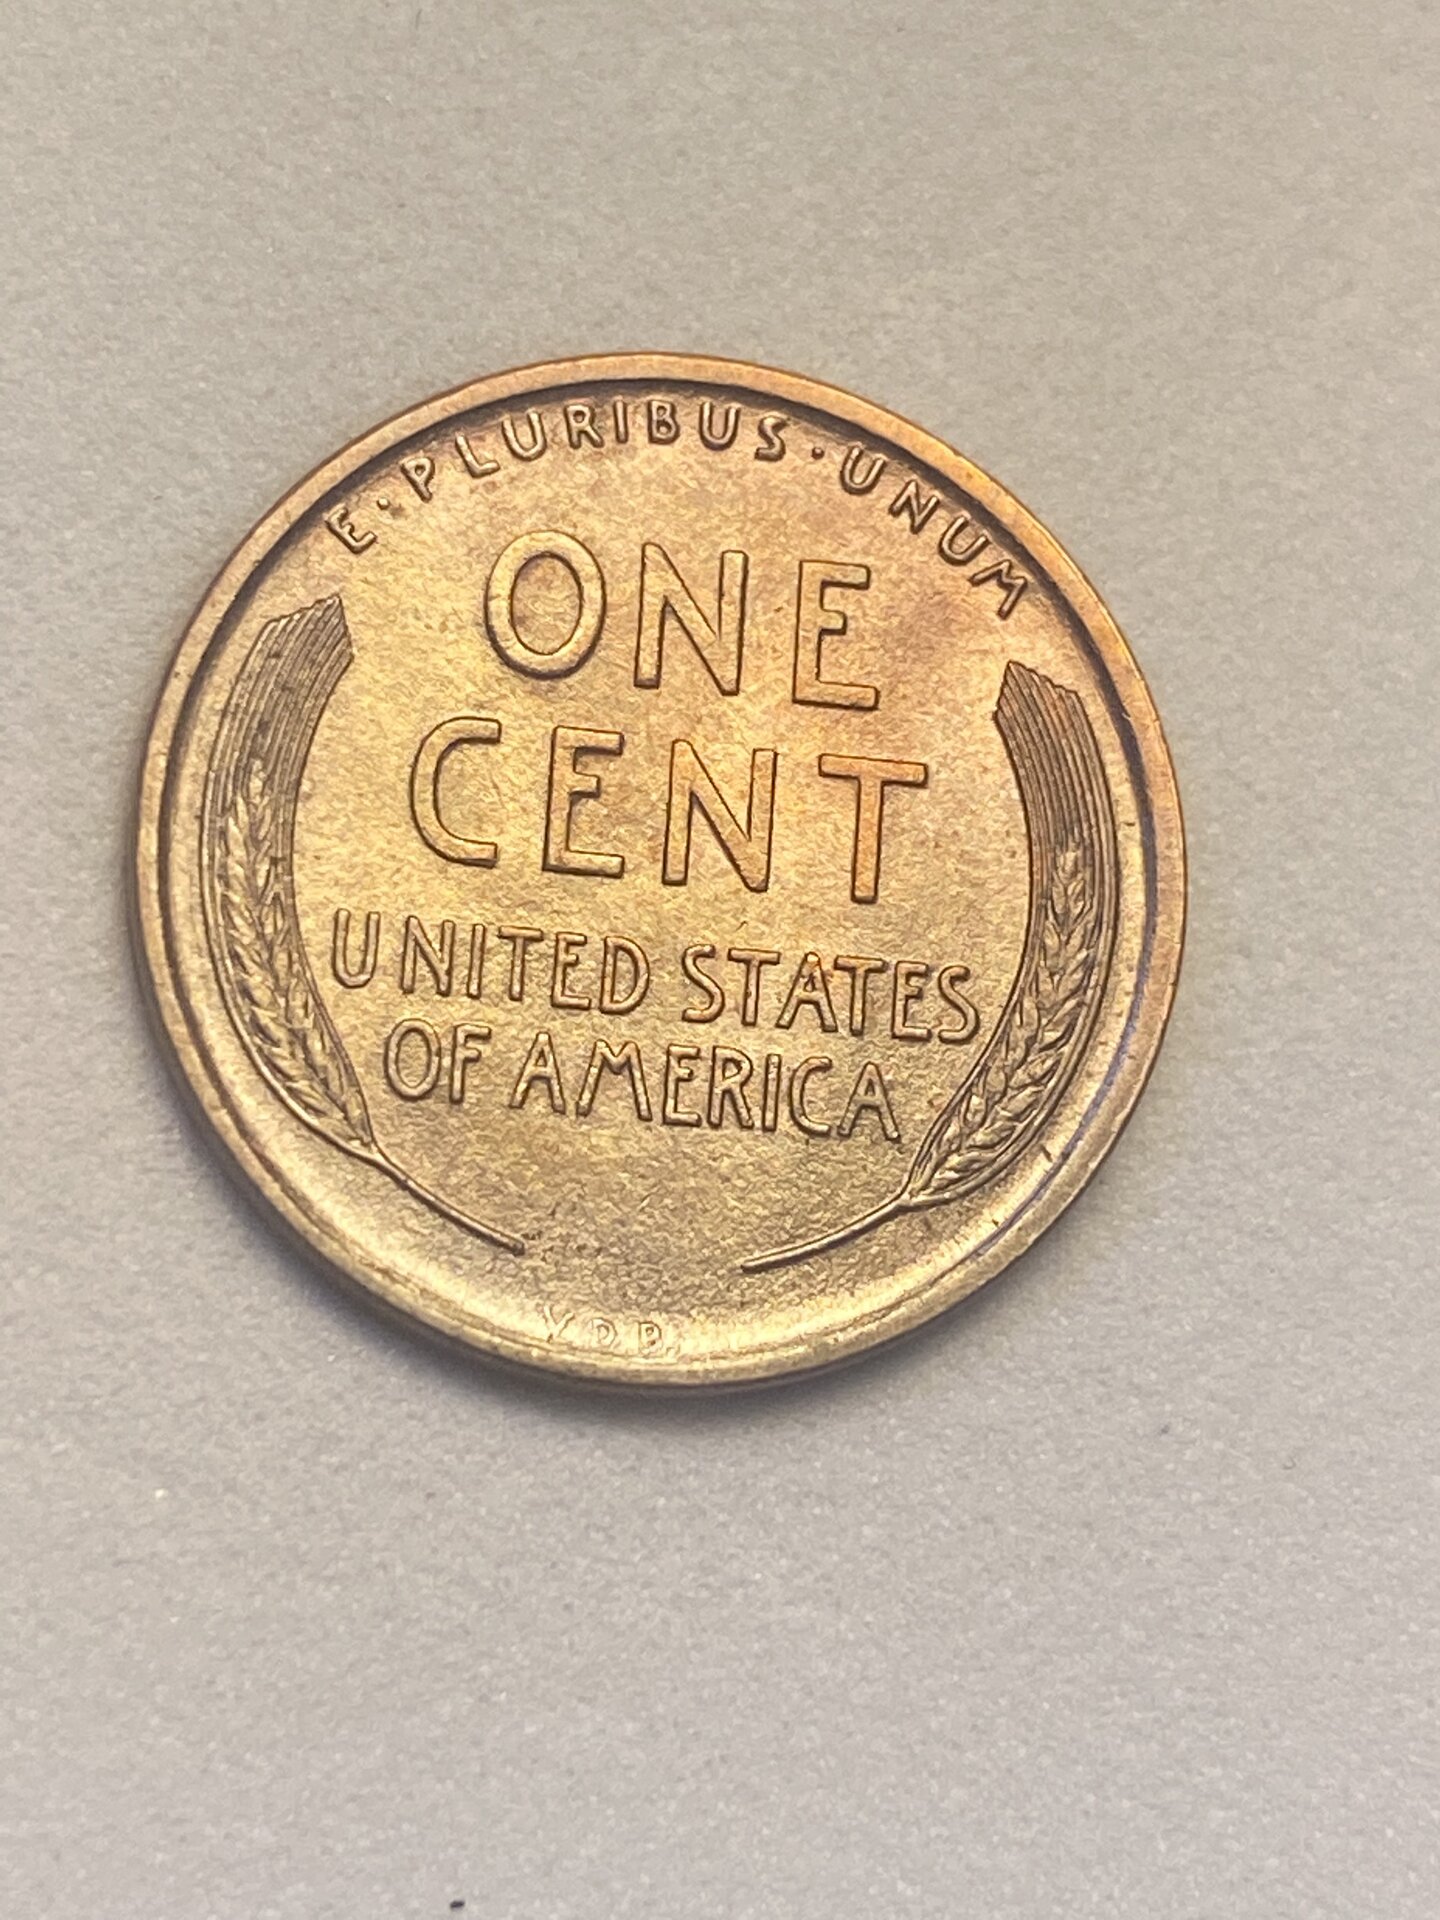 E·PLURIBUS·UNUM
ONE
CENT
UNITED STATES
OF AMERICA
V.D.B.